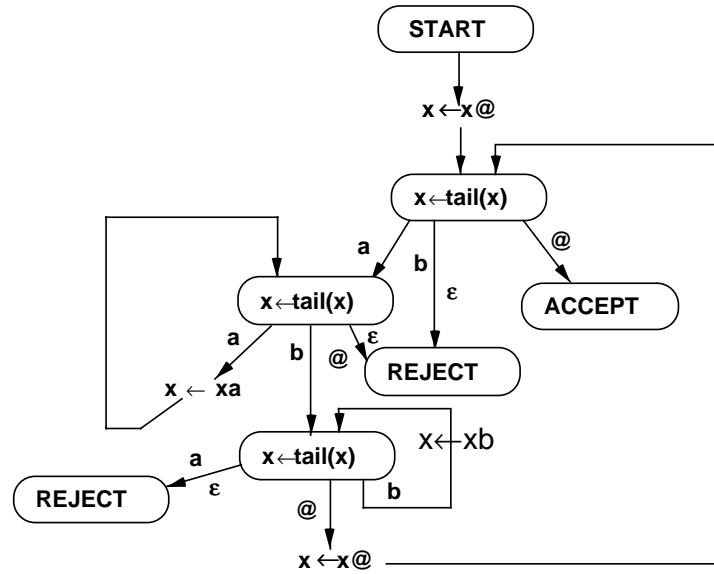 START
x ← x @
x ← tail(x)
a
b
@
ε
x ← tail(x)
ACCEPT
a
b
@
ε
REJECT
x ← xa
x ← tail(x)
x ← xb
a
ε
b
REJECT
@
x ← x @